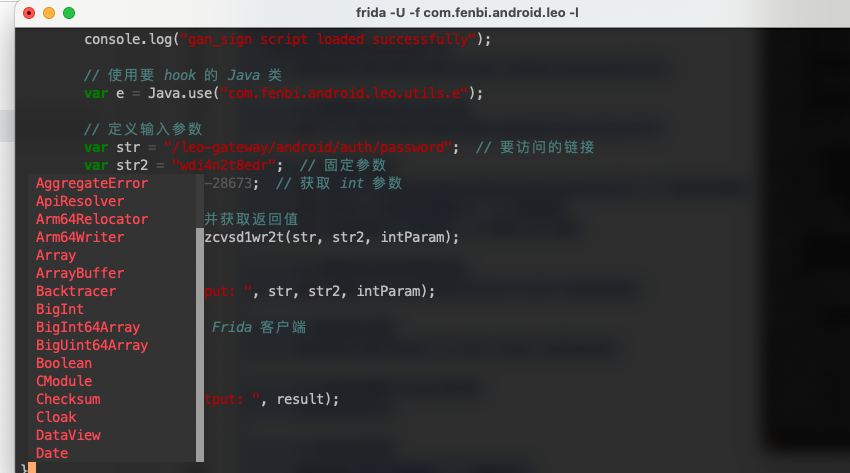 frida -U -f com.fenbi.android.leo -l
console.log("gan_sign script loaded successfully");
// 使用要 hook 的 Java 类
var e = Java.use("com.fenbi.android.leo.utils.e");
// 定义输入参数
var str = "/leo-gateway/android/auth/password"; // 要访问的链接
var str2 = "wdi4n2t8edr"; // 固定参数
AggregateError -28673; // 获取 int 参数
ApiResolver
Arm64Relocator 并获取返回值
Arm64Writer zcvsd1wr2t(str, str2, intParam);
Array
ArrayBuffer
Backtracer put: ", str, str2, intParam);
BigInt
BigInt64Array Frida 客户端
BigUint64Array
Boolean
CModule
Checksum tput: ", result);
Cloak
DataView
Date
}